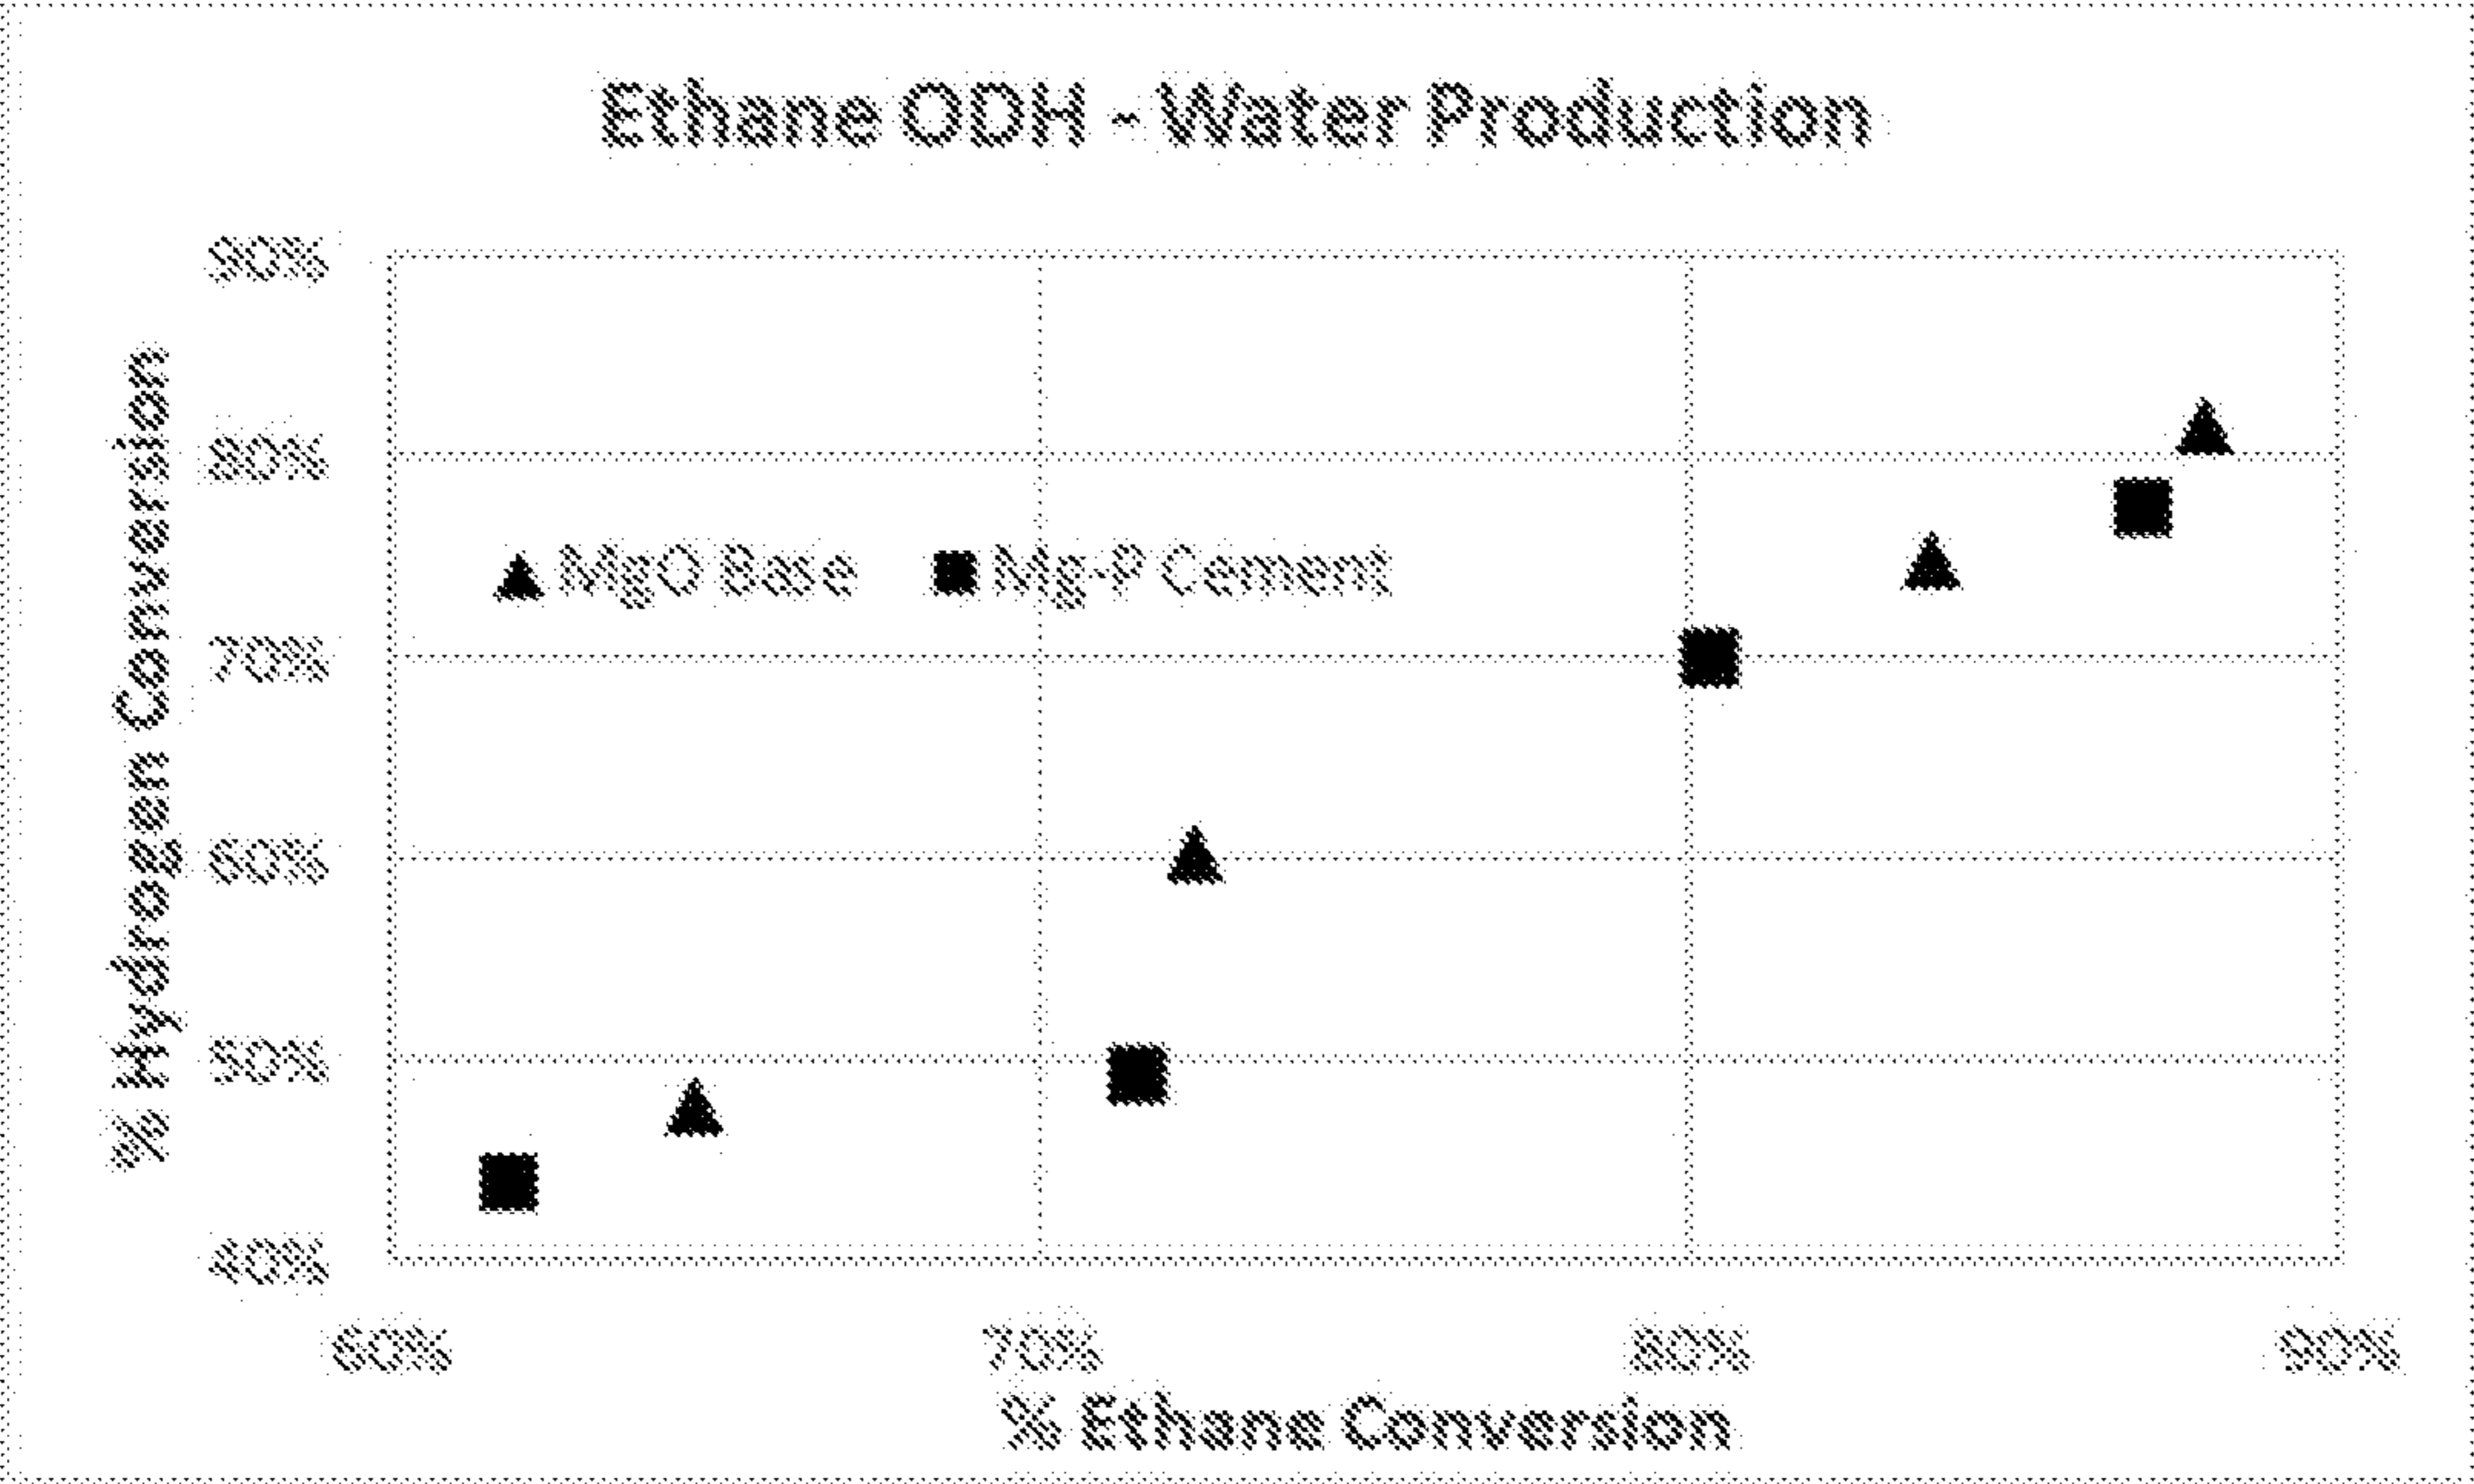 Ethane ODH - Water Production
90%
80%
MgO Base Mg-P Cement
70%
60%
50%
40%
% Hydrogen Conversion
60% 70% 80% 90%
% Ethane Conversion